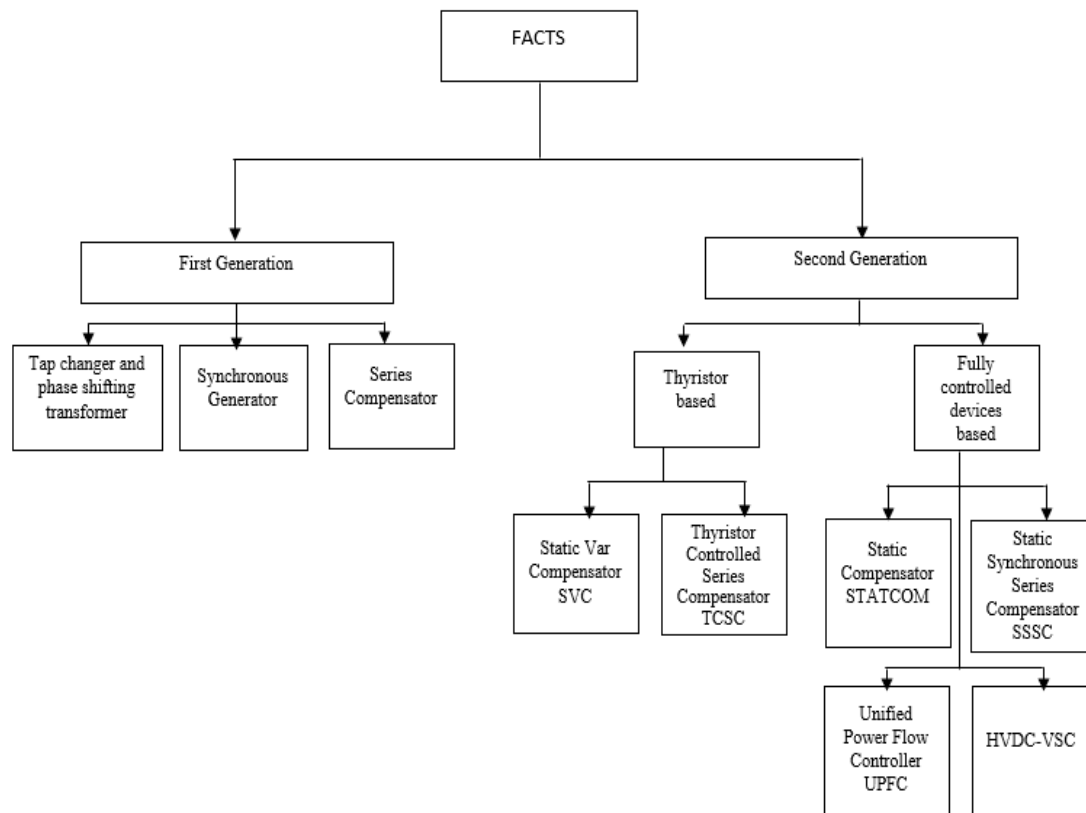 FACTS
First Generation
Second Generation
Tap changer and
phase shifting
transformer
Synchronous
Generator
Series
Compensator
Thyristor
based
Fully
controlled
devices
based
Static Var
Compensator
SVC
Thyristor
Controlled
Series
Compensator
TCSC
Static
Compensator
STATCOM
Static
Synchronous
Series
Compensator
SSSC
Unified
Power Flow
Controller
UPFC
HVDC-VSC